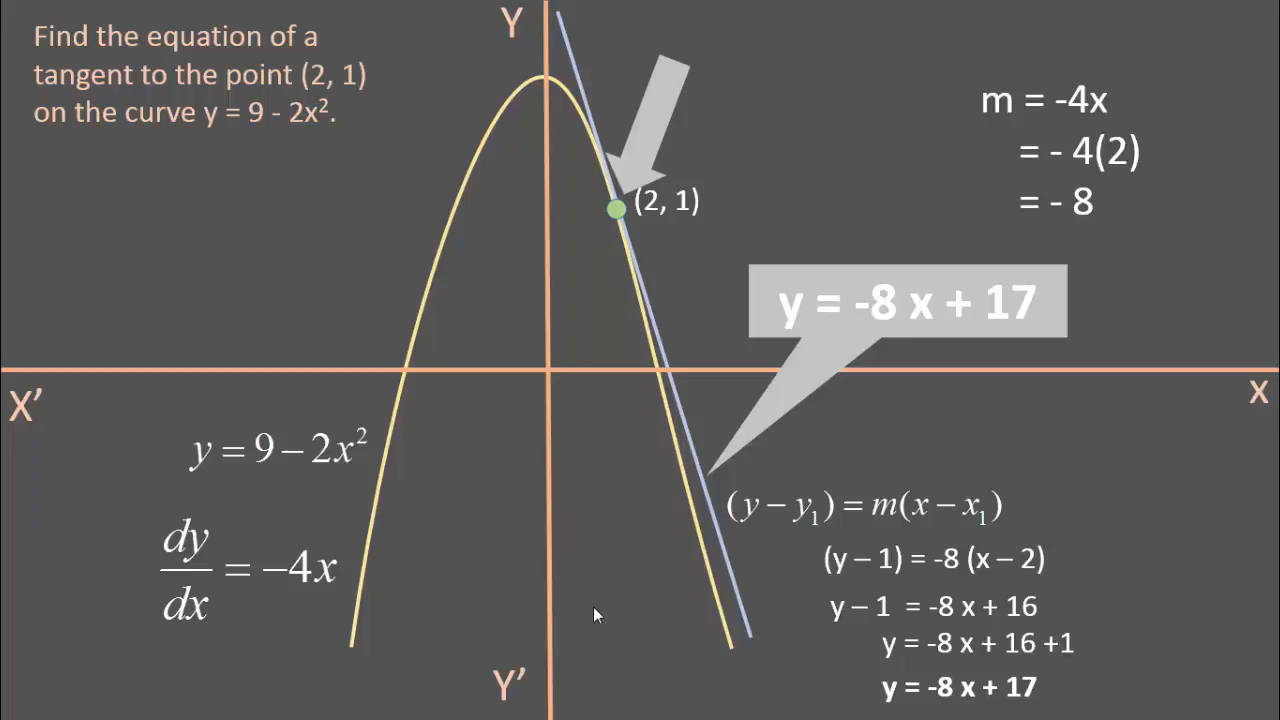 Find the equation of a
tangent to the point (2, 1)
on the curve y = 9 - 2x².
Y
m = -4x
= - 4(2)
= - 8
(2, 1)
y = -8 x + 17
X’
x
y = 9 − 2x²
dy/dx = −4x
(y − y₁) = m(x − x₁)
(y – 1) = -8 (x – 2)
y – 1 = -8 x + 16
y = -8 x + 16 +1
y = -8 x + 17
Y’